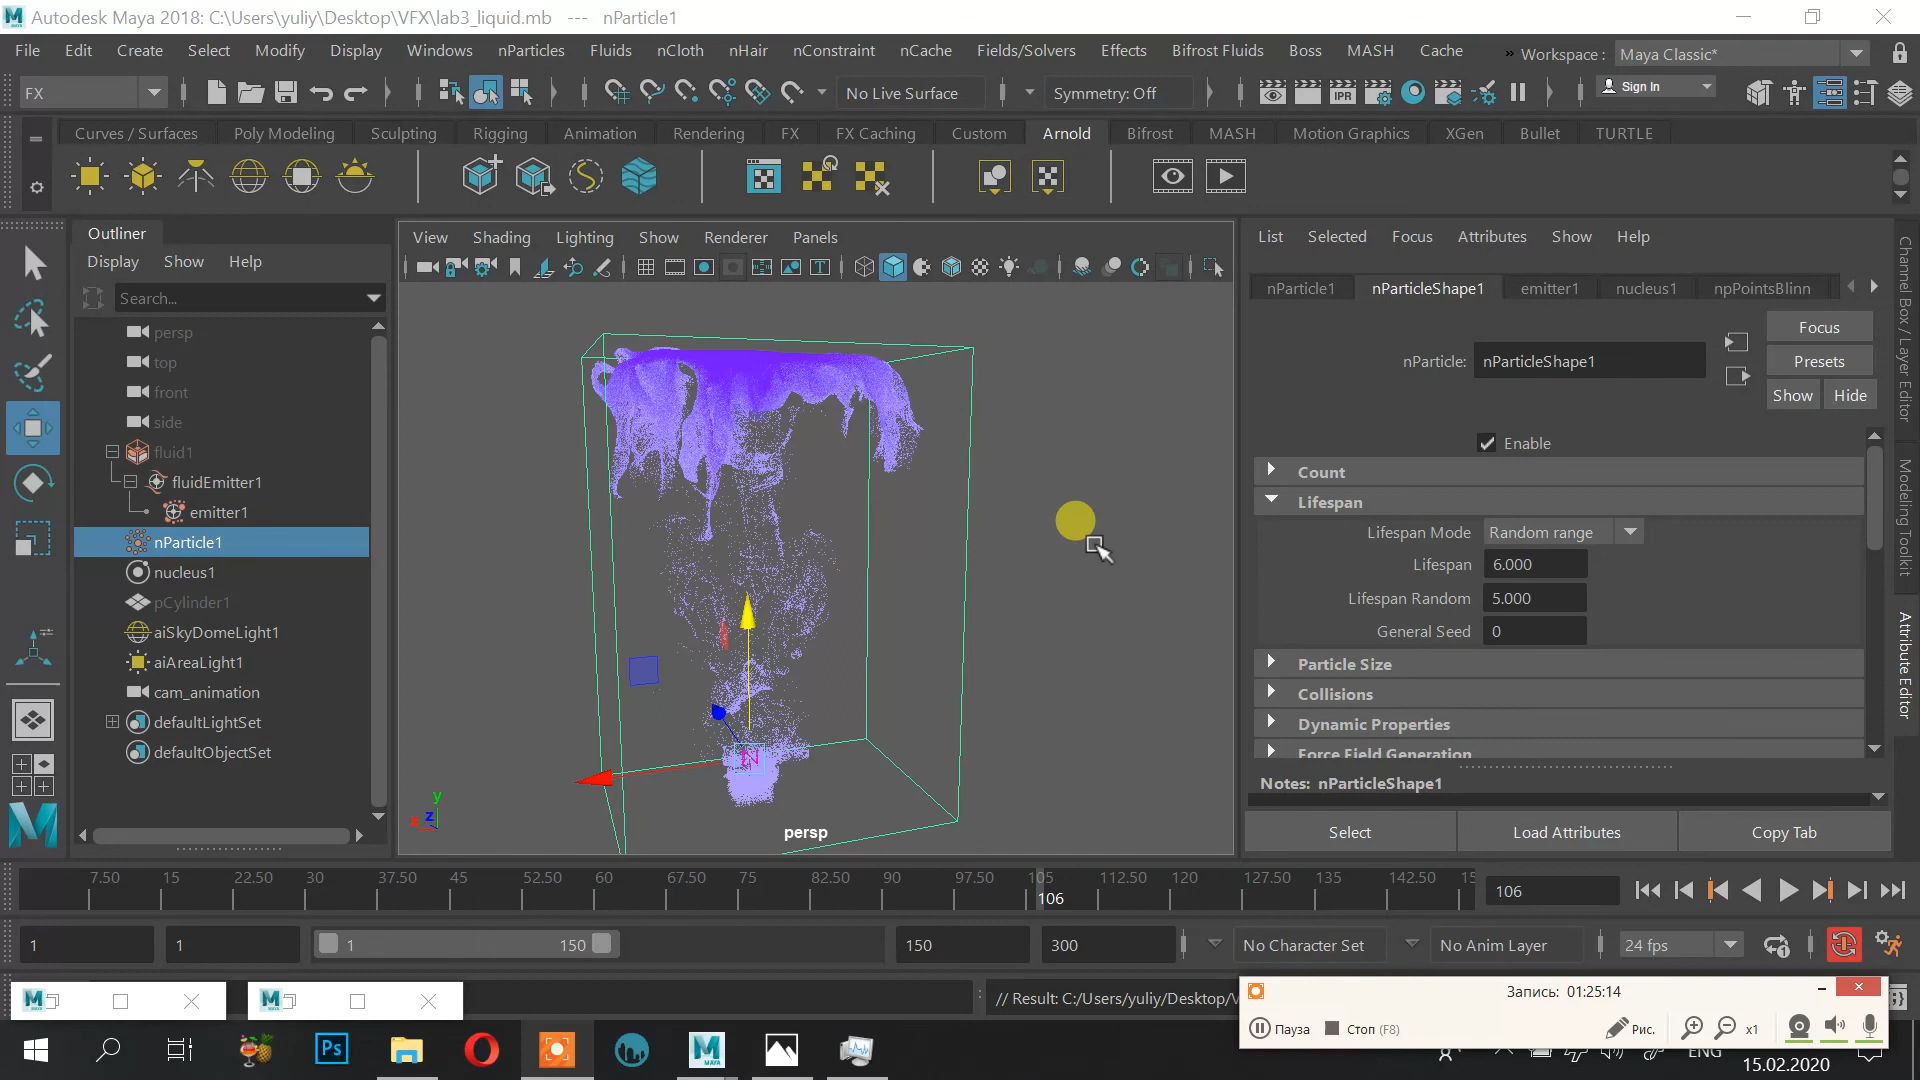 Autodesk Maya 2018: C:\Users\yuliy\Desktop\VFX\lab3_liquid.mb --- nParticle1
File Edit Create Select Modify Display Windows nParticles Fluids nCloth nHair nConstraint nCache Fields/Solvers Effects Bifrost Fluids Boss MASH Cache » Workspace : Maya Classic*
FX No Live Surface Symmetry: Off IPR Sign In
Curves / Surfaces Poly Modeling Sculpting Rigging Animation Rendering FX FX Caching Custom Arnold Bifrost MASH Motion Graphics XGen Bullet TURTLE
Outliner
Display Show Help
Search...
persp
top
front
side
fluid1
fluidEmitter1
emitter1
nParticle1
nucleus1
pCylinder1
aiSkyDomeLight1
aiAreaLight1
cam_animation
defaultLightSet
defaultObjectSet
View Shading Lighting Show Renderer Panels
N
y
x z
persp
List Selected Focus Attributes Show Help
nParticle1 nParticleShape1 emitter1 nucleus1 npPointsBlinn
Focus
nParticle: nParticleShape1
Presets
Show Hide
Enable
Count
Lifespan
Lifespan Mode Random range
Lifespan 6.000
Lifespan Random 5.000
General Seed 0
Particle Size
Collisions
Dynamic Properties
Force Field Generation
Notes: nParticleShape1
Select Load Attributes Copy Tab
Channel Box / Layer Editor
Modeling Toolkit
Attribute Editor
7.50 15 22.50 30 37.50 45 52.50 60 67.50 75 82.50 90 97.50 105 112.50 120 127.50 135 142.50 15
106
106
1 1 1 150 150 300 No Character Set No Anim Layer 24 fps
// Result: C:/Users/yuliy/Desktop/V
Запись: 01:25:14
Пауза Стоп (F8) Рис. x1
Ps
MAYA
ENG
15.02.2020